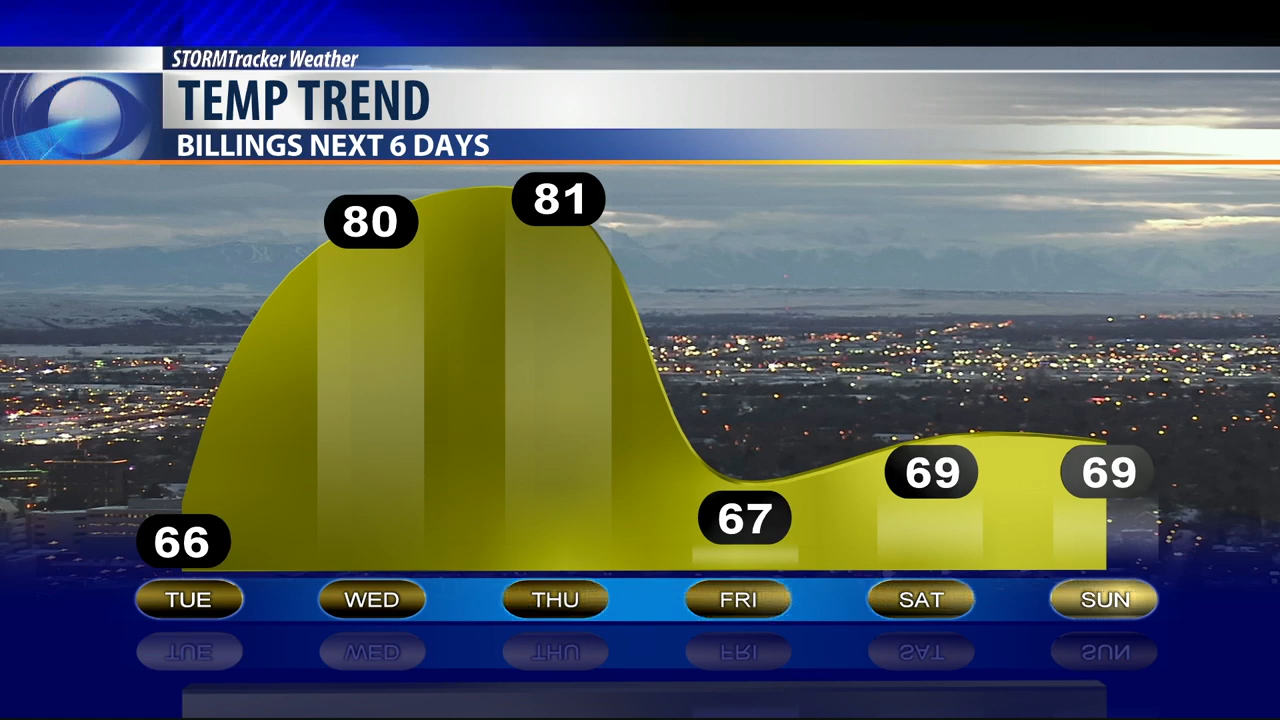 STORMTracker Weather
TEMP TREND
BILLINGS NEXT 6 DAYS
80
81
66
67
69
69
TUE
WED
THU
FRI
SAT
SUN